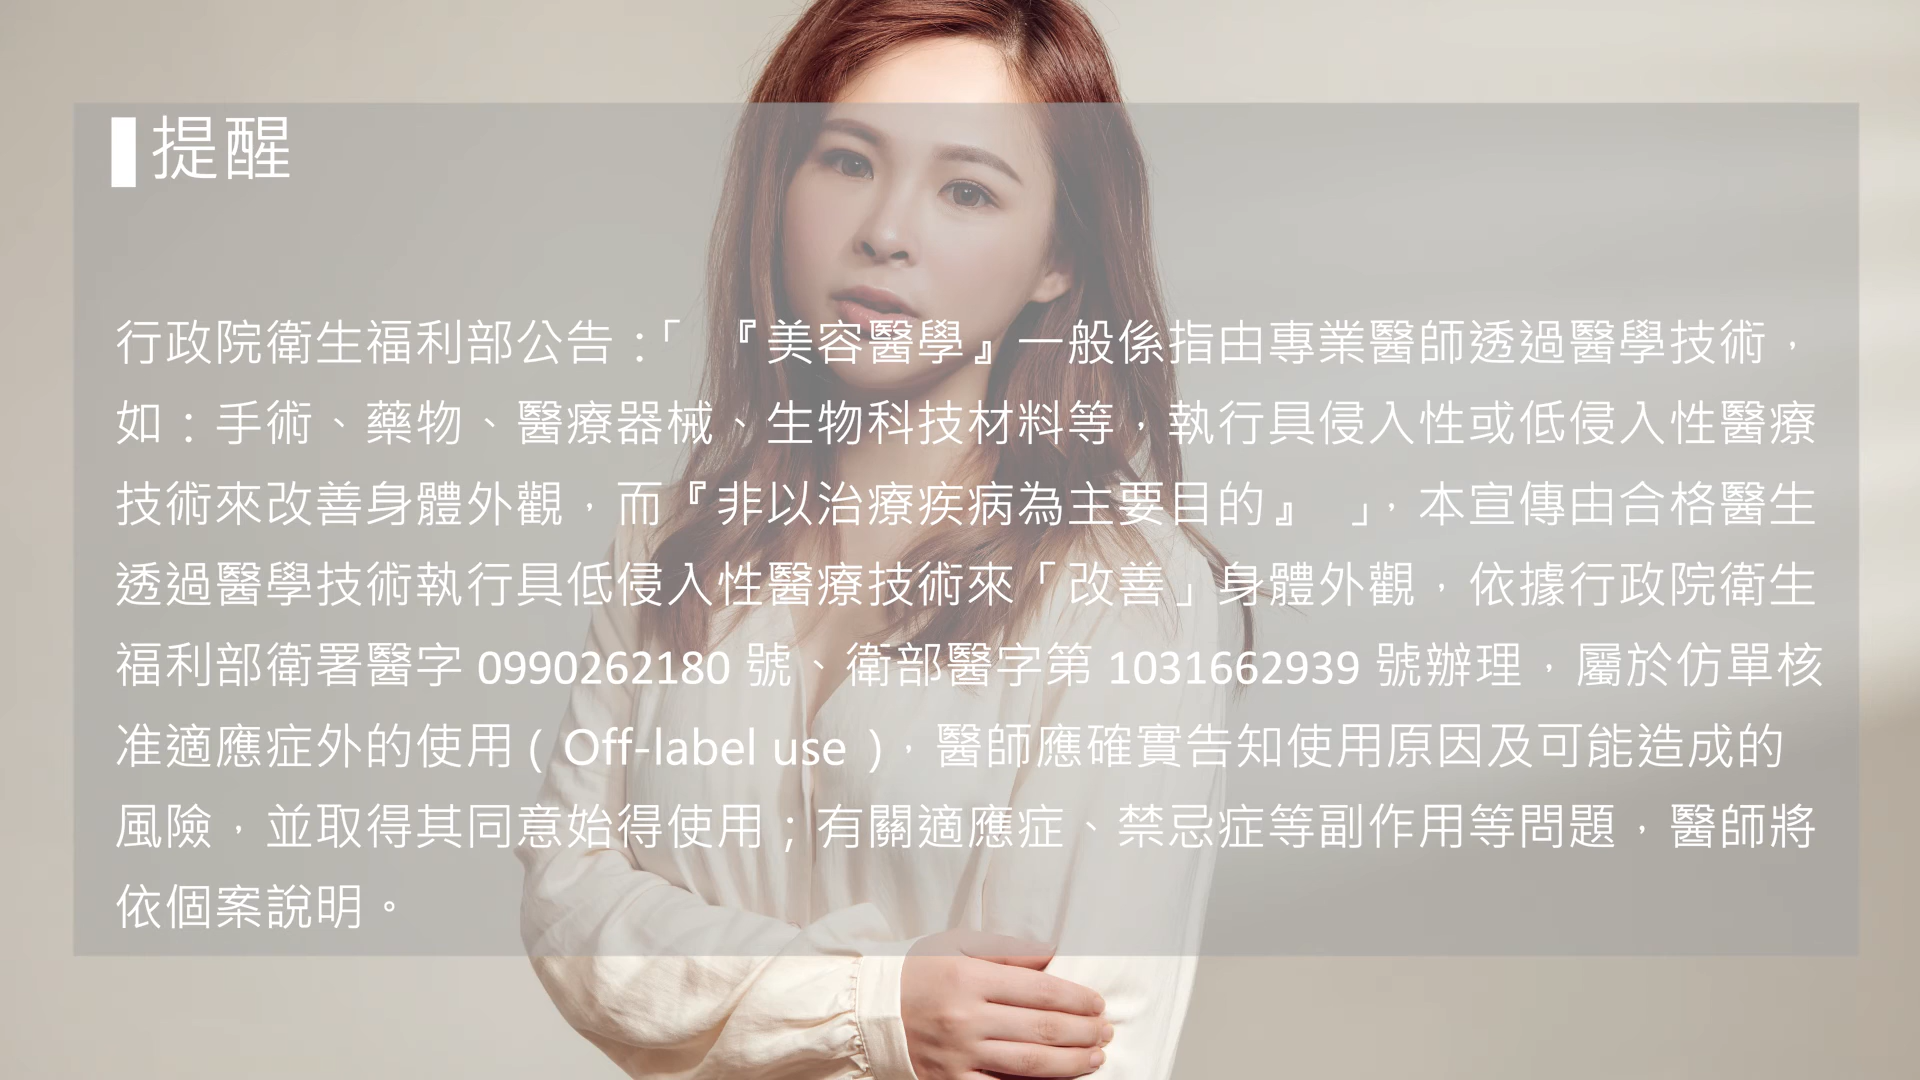 提醒
行政院衛生福利部公告：「 『美容醫學』一般係指由專業醫師透過醫學技術，
如：手術、藥物、醫療器械、生物科技材料等，執行具侵入性或低侵入性醫療
技術來改善身體外觀，而『非以治療疾病為主要目的』 」，本宣傳由合格醫生
透過醫學技術執行具低侵入性醫療技術來「改善」身體外觀，依據行政院衛生
福利部衛署醫字 0990262180 號、衛部醫字第 1031662939 號辦理，屬於仿單核
准適應症外的使用（ Off-label use ），醫師應確實告知使用原因及可能造成的
風險，並取得其同意始得使用；有關適應症、禁忌症等副作用等問題，醫師將
依個案說明。